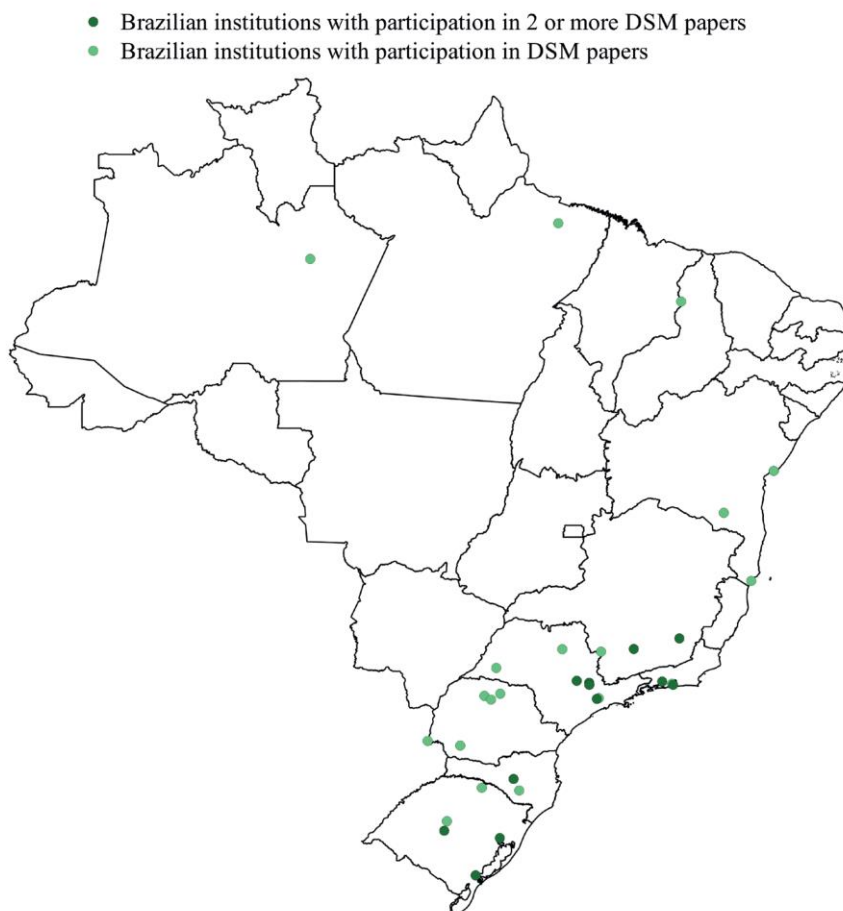 Brazilian institutions with participation in 2 or more DSM papers
Brazilian institutions with participation in DSM papers